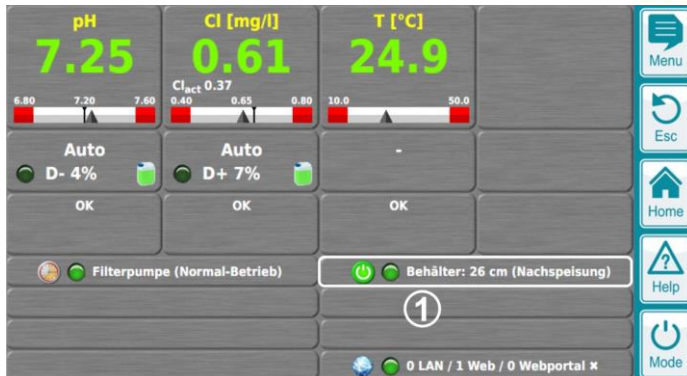 pH
7.25
6.80 7.20 7.60
Cl [mg/l]
0.61
Clact 0.37
0.40 0.65 0.80
T [°C]
24.9
10.0 50.0
Auto
D- 4%
Auto
D+ 7%
-
OK
OK
OK
Filterpumpe (Normal-Betrieb)
Behälter: 26 cm (Nachspeisung)
1
0 LAN / 1 Web / 0 Webportal ×
Menu
Esc
Home
?
Help
Mode